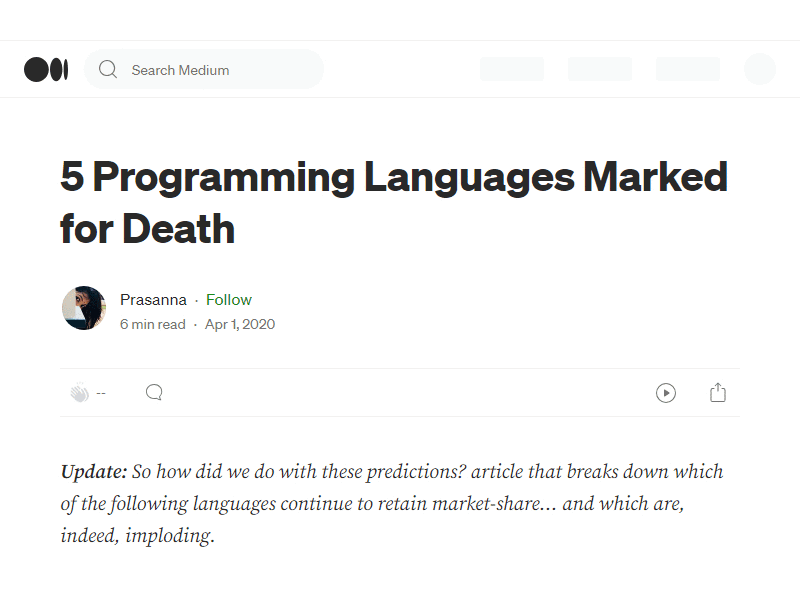 Search Medium
5 Programming Languages Marked
for Death
Prasanna · Follow
6 min read · Apr 1, 2020
--
Update: So how did we do with these predictions? article that breaks down which
of the following languages continue to retain market-share… and which are,
indeed, imploding.